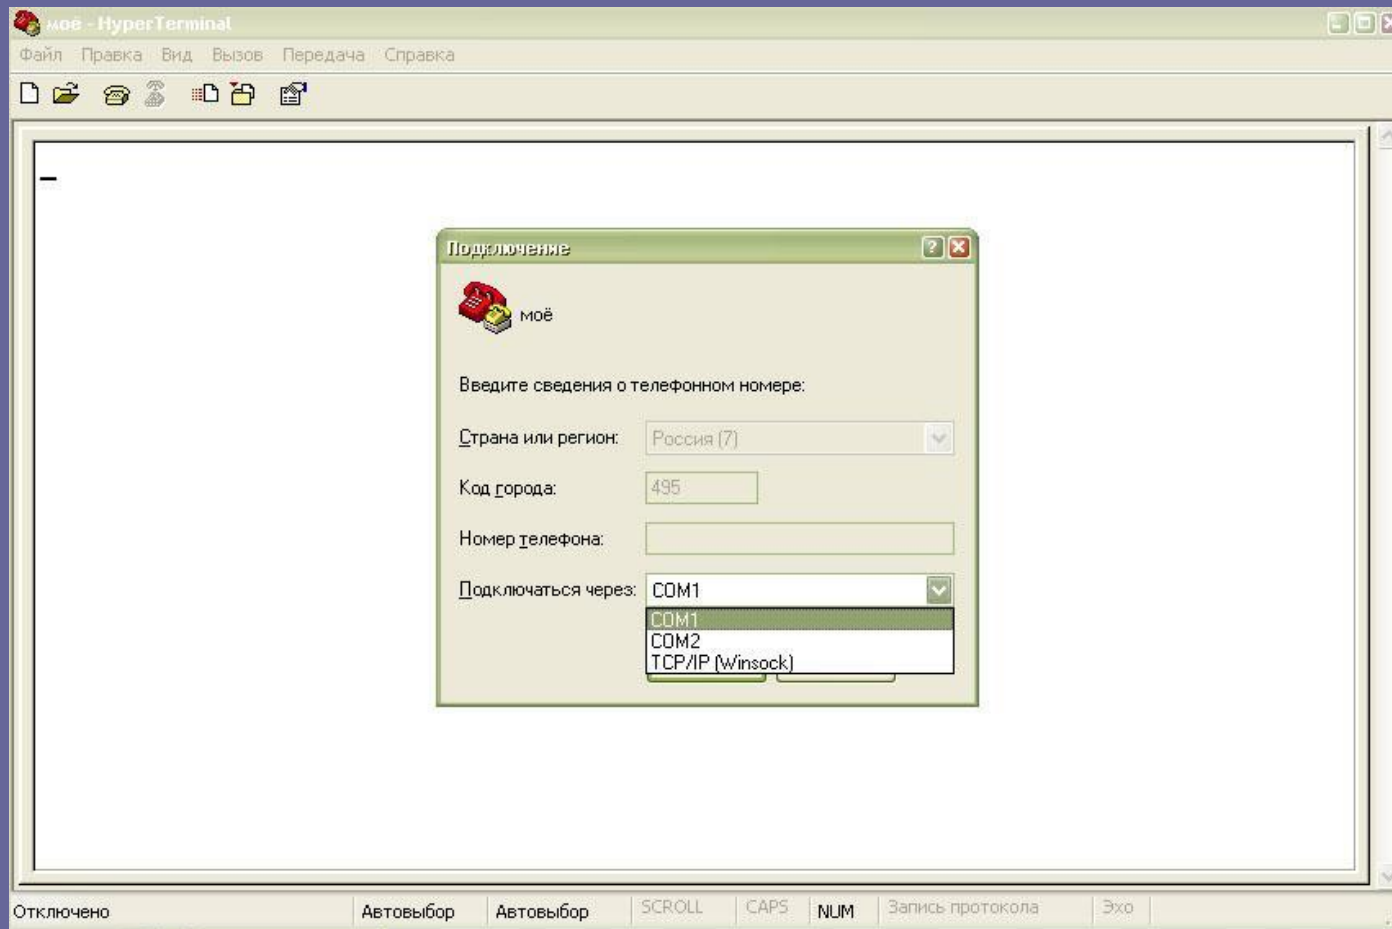 моё - HyperTerminal
Файл Правка Вид Вызов Передача Справка
Подключение
моё
Введите сведения о телефонном номере:
Страна или регион: Россия (7)
Код города: 495
Номер телефона:
Подключаться через: COM1
COM1
COM2
TCP/IP (Winsock)
Отключено Автовыбор Автовыбор SCROLL CAPS NUM Запись протокола Эхо